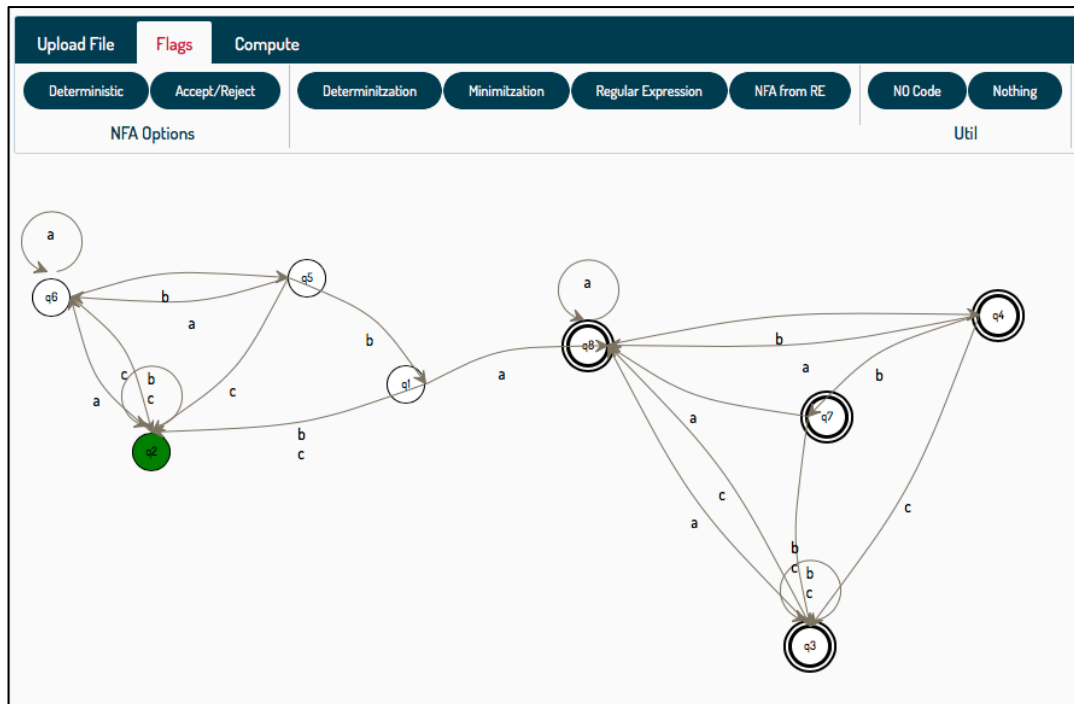 Upload File Flags Compute
Deterministic Accept/Reject Determinitzation Minimitzation Regular Expression NFA from RE NO Code Nothing
NFA Options Util
a
a
q6 b q5
q8 q4
a b b
a
c b c q1 a b
a c
q7
a
b
c
q2
c
a c
b
c b
c
q3